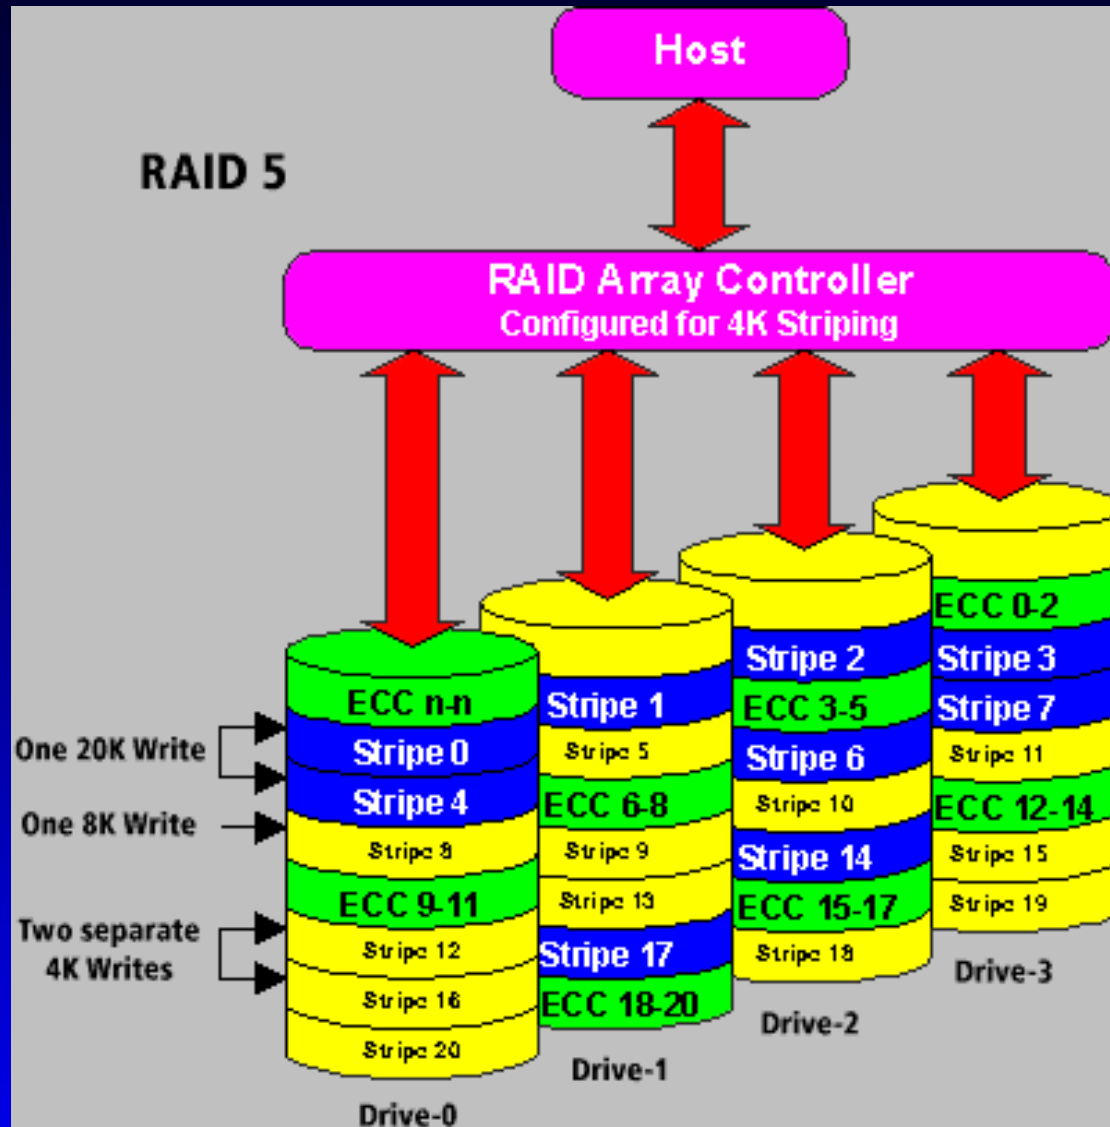 Host
RAID 5
RAID Array Controller
Configured for 4K Striping
One 20K Write
One 8K Write
Two separate
4K Writes
ECC n-n
Stripe 0
Stripe 4
Stripe 8
ECC 9-11
Stripe 12
Stripe 16
Stripe 20
Drive-0
Stripe 1
Stripe 5
ECC 6-8
Stripe 9
Stripe 13
Stripe 17
ECC 18-20
Drive-1
Stripe 2
ECC 3-5
Stripe 6
Stripe 10
Stripe 14
ECC 15-17
Stripe 18
Drive-2
ECC 0-2
Stripe 3
Stripe 7
Stripe 11
ECC 12-14
Stripe 15
Stripe 19
Drive-3